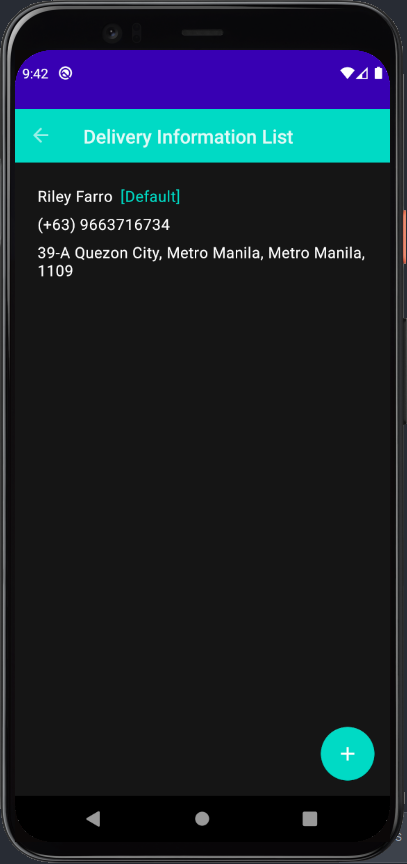 9:42
Delivery Information List
Riley Farro [Default]
(+63) 9663716734
39-A Quezon City, Metro Manila, Metro Manila,
1109
+
s